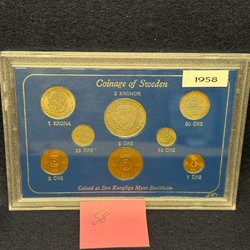 Coinage of Sweden
1958
2 KRONOR
1 KRONA
50 ÖRE
25 ÖRE
5 ÖRE
10 ÖRE
2 ÖRE
1 ÖRE
Coined at Den Kungliga Mynt Stockholm
58